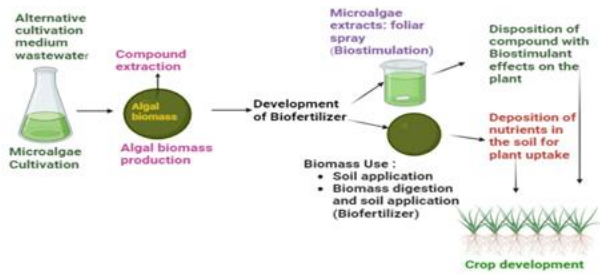 Alternative
cultivation
medium
wastewater
Microalgae
Cultivation
Compound
extraction
Algal
biomass
Algal biomass
production
Development
of Biofertilizer
Microalgae
extracts: foliar
spray
(Biostimulation)
Biomass Use :
• Soil application
• Biomass digestion
and soil application
(Biofertilizer)
Disposition of
compound with
Biostimulant
effects on the
plant
Deposition of
nutrients in
the soil for
plant uptake
Crop development